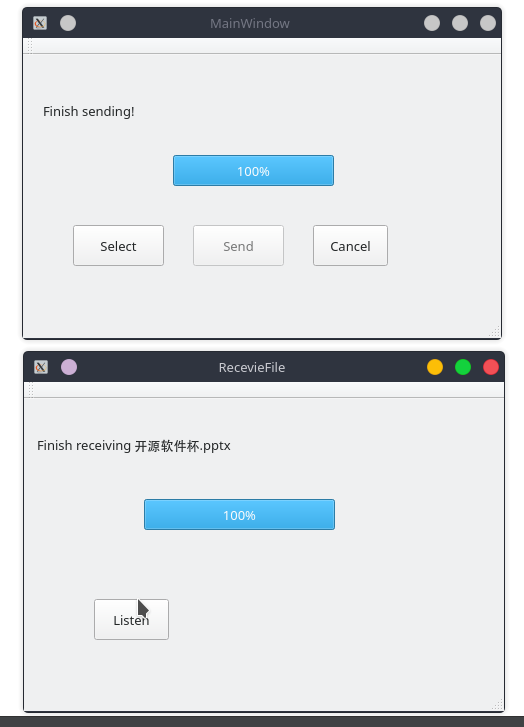 MainWindow
Finish sending!
100%
Select Send Cancel
RecevieFile
Finish receiving 开源软件杯.pptx
100%
Listen